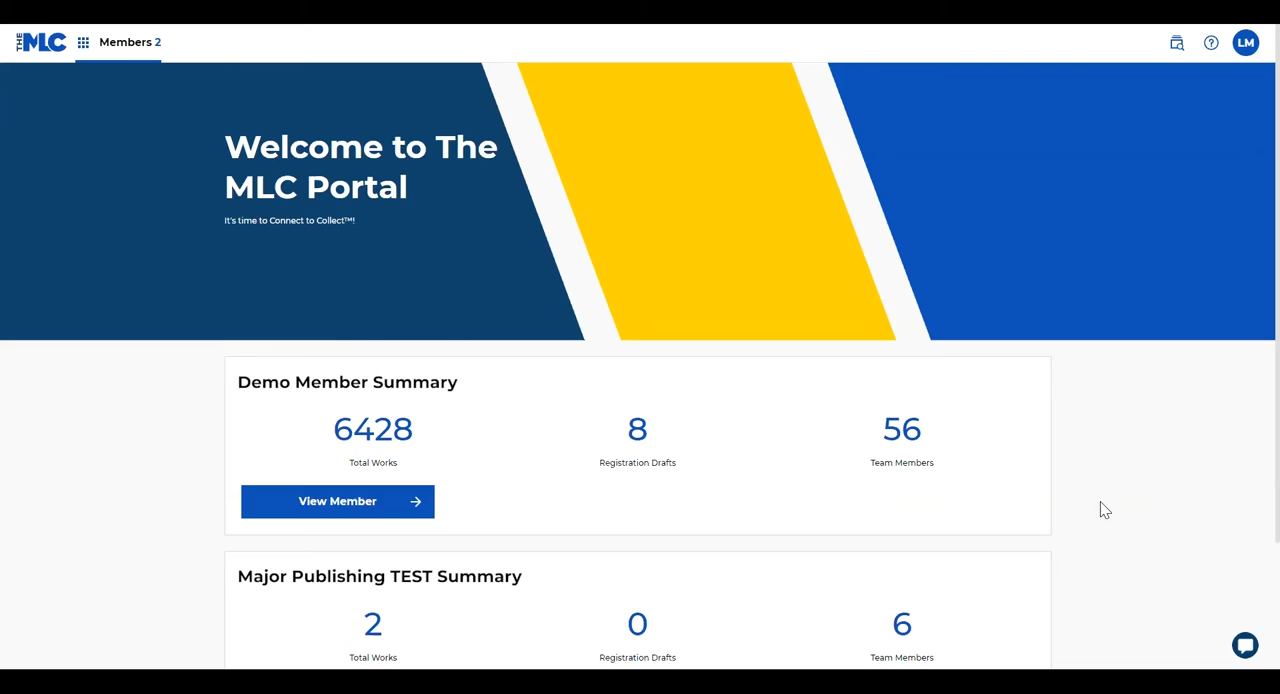 THE MLC Members 2 LM
Welcome to The
MLC Portal
It's time to Connect to Collect™!
Demo Member Summary
6428 8 56
Total Works Registration Drafts Team Members
View Member
Major Publishing TEST Summary
2 0 6
Total Works Registration Drafts Team Members